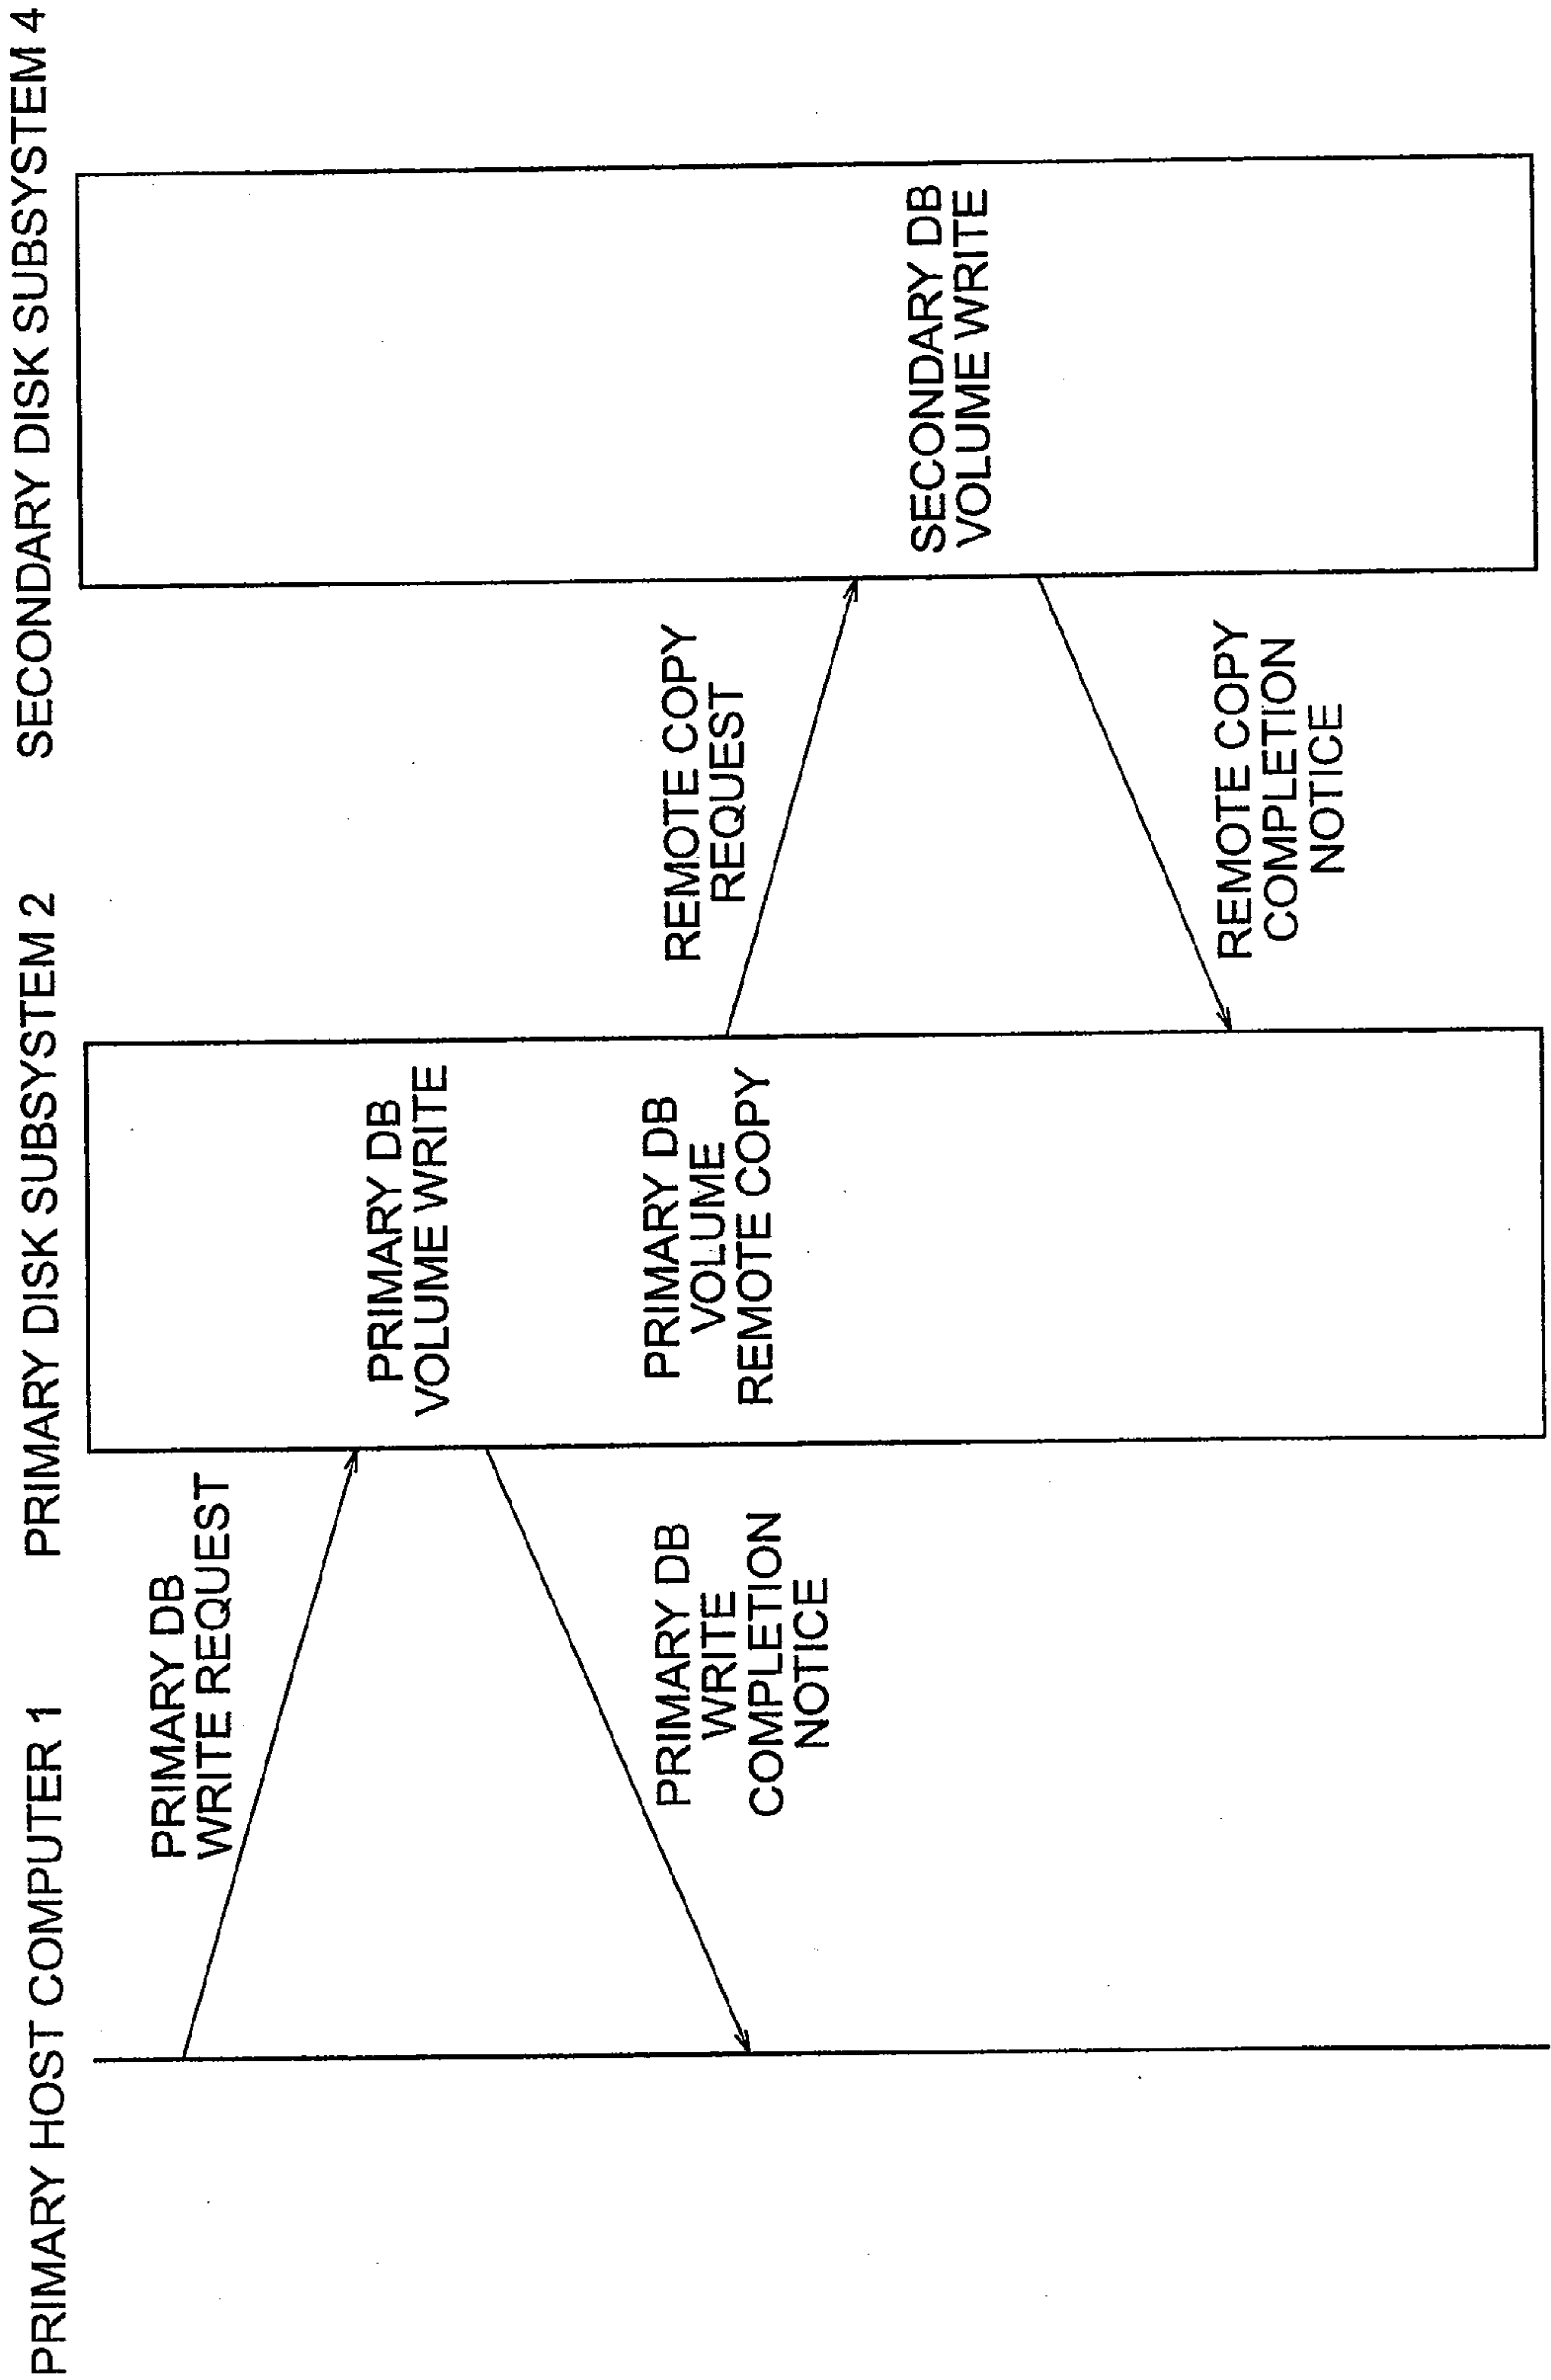 PRIMARY HOST COMPUTER 1
PRIMARY DISK SUBSYSTEM 2
SECONDARY DISK SUBSYSTEM 4
PRIMARY DB
WRITE REQUEST
PRIMARY DB
VOLUME WRITE
PRIMARY DB
WRITE
COMPLETION
NOTICE
PRIMARY DB
VOLUME
REMOTE COPY
REMOTE COPY
REQUEST
SECONDARY DB
VOLUME WRITE
REMOTE COPY
COMPLETION
NOTICE